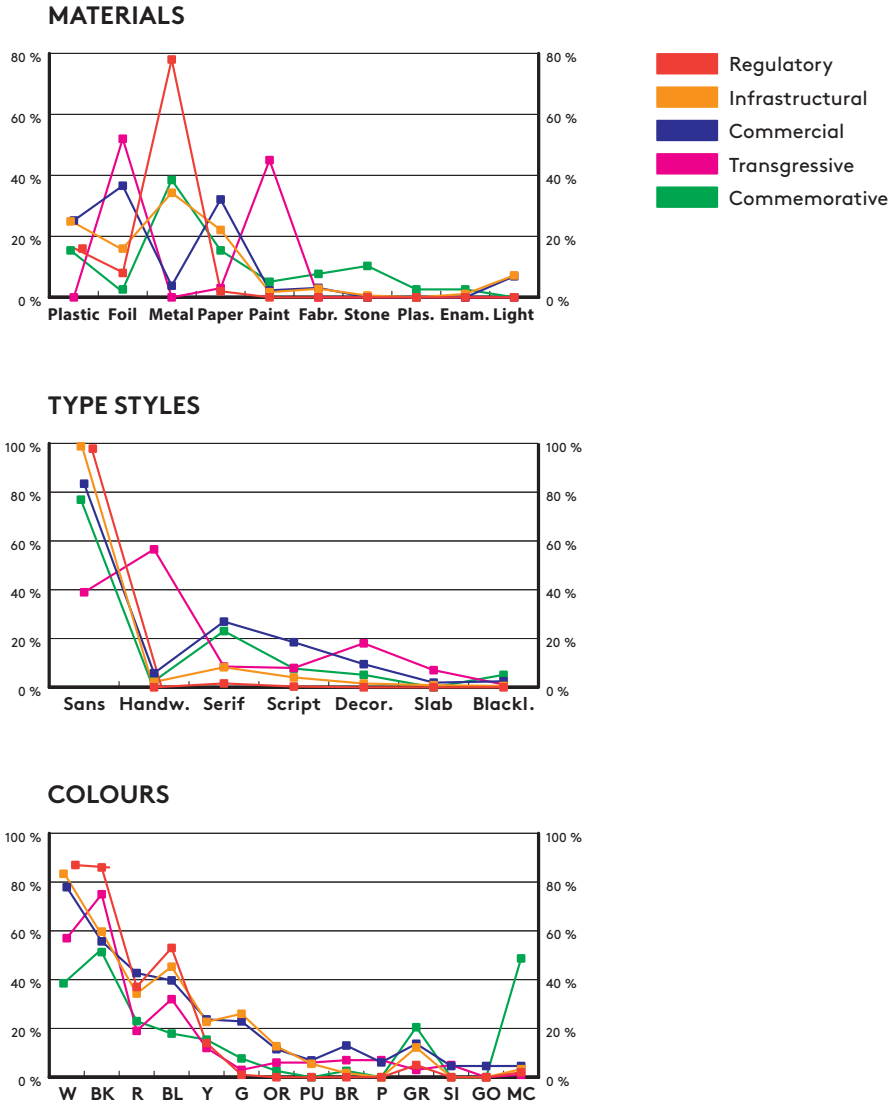 MATERIALS
80 % 80 %
60 % 60 %
40 % 40 %
20 % 20 %
0 % 0 %
Plastic Foil Metal Paper Paint Fabr. Stone Plas. Enam. Light
Regulatory
Infrastructural
Commercial
Transgressive
Commemorative
TYPE STYLES
100 % 100 %
80 % 80 %
60 % 60 %
40 % 40 %
20 % 20 %
0 % 0 %
Sans Handw. Serif Script Decor. Slab Blackl.
COLOURS
100 % 100 %
80 % 80 %
60 % 60 %
40 % 40 %
20 % 20 %
0 % 0 %
W BK R BL Y G OR PU BR P GR SI GO MC